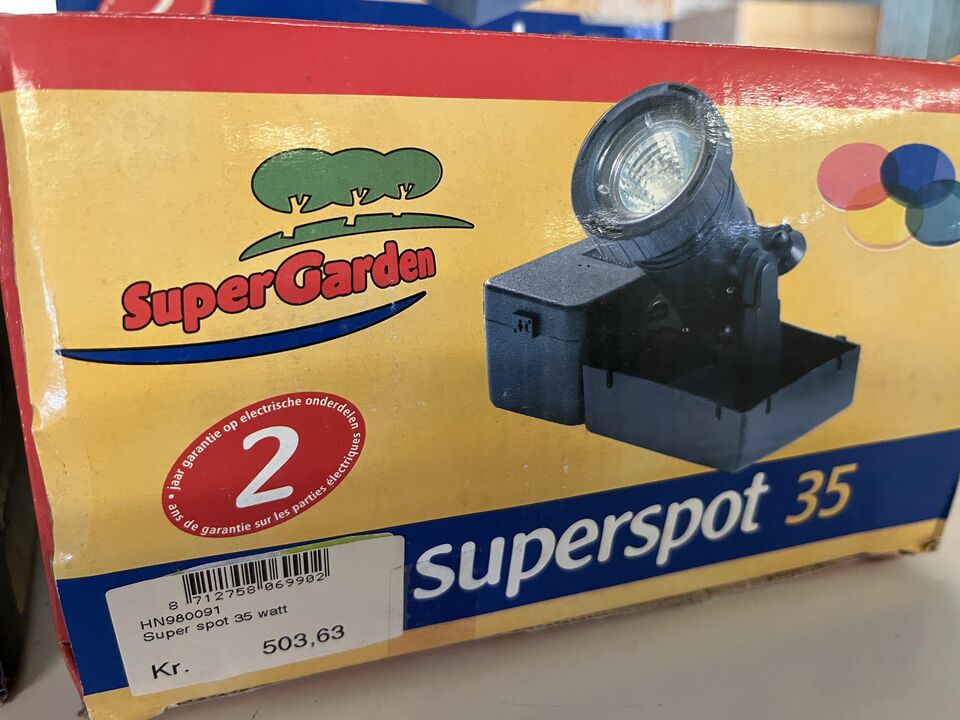 SuperGarden
2
• jaar garantie op electrische onderdelen
• ans de garantie sur les parties électriques
superspot 35
8 712758 069902
HN980091
Super spot 35 watt
Kr. 503,63